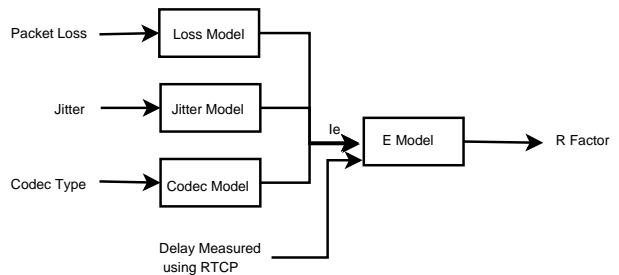 Packet Loss
Loss Model
Jitter
Jitter Model
Ie
E Model
R Factor
Codec Type
Codec Model
Delay Measured
using RTCP